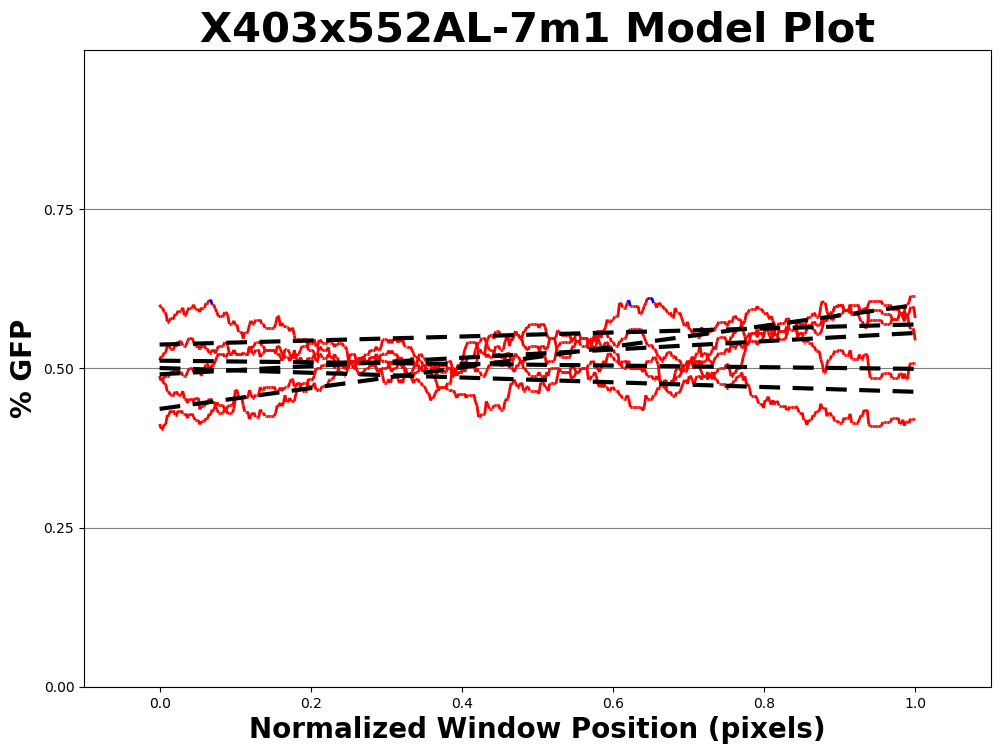 X403x552AL-7m1 Model Plot
% GFP
0.75
0.50
0.25
0.00
0.0 0.2 0.4 0.6 0.8 1.0
Normalized Window Position (pixels)